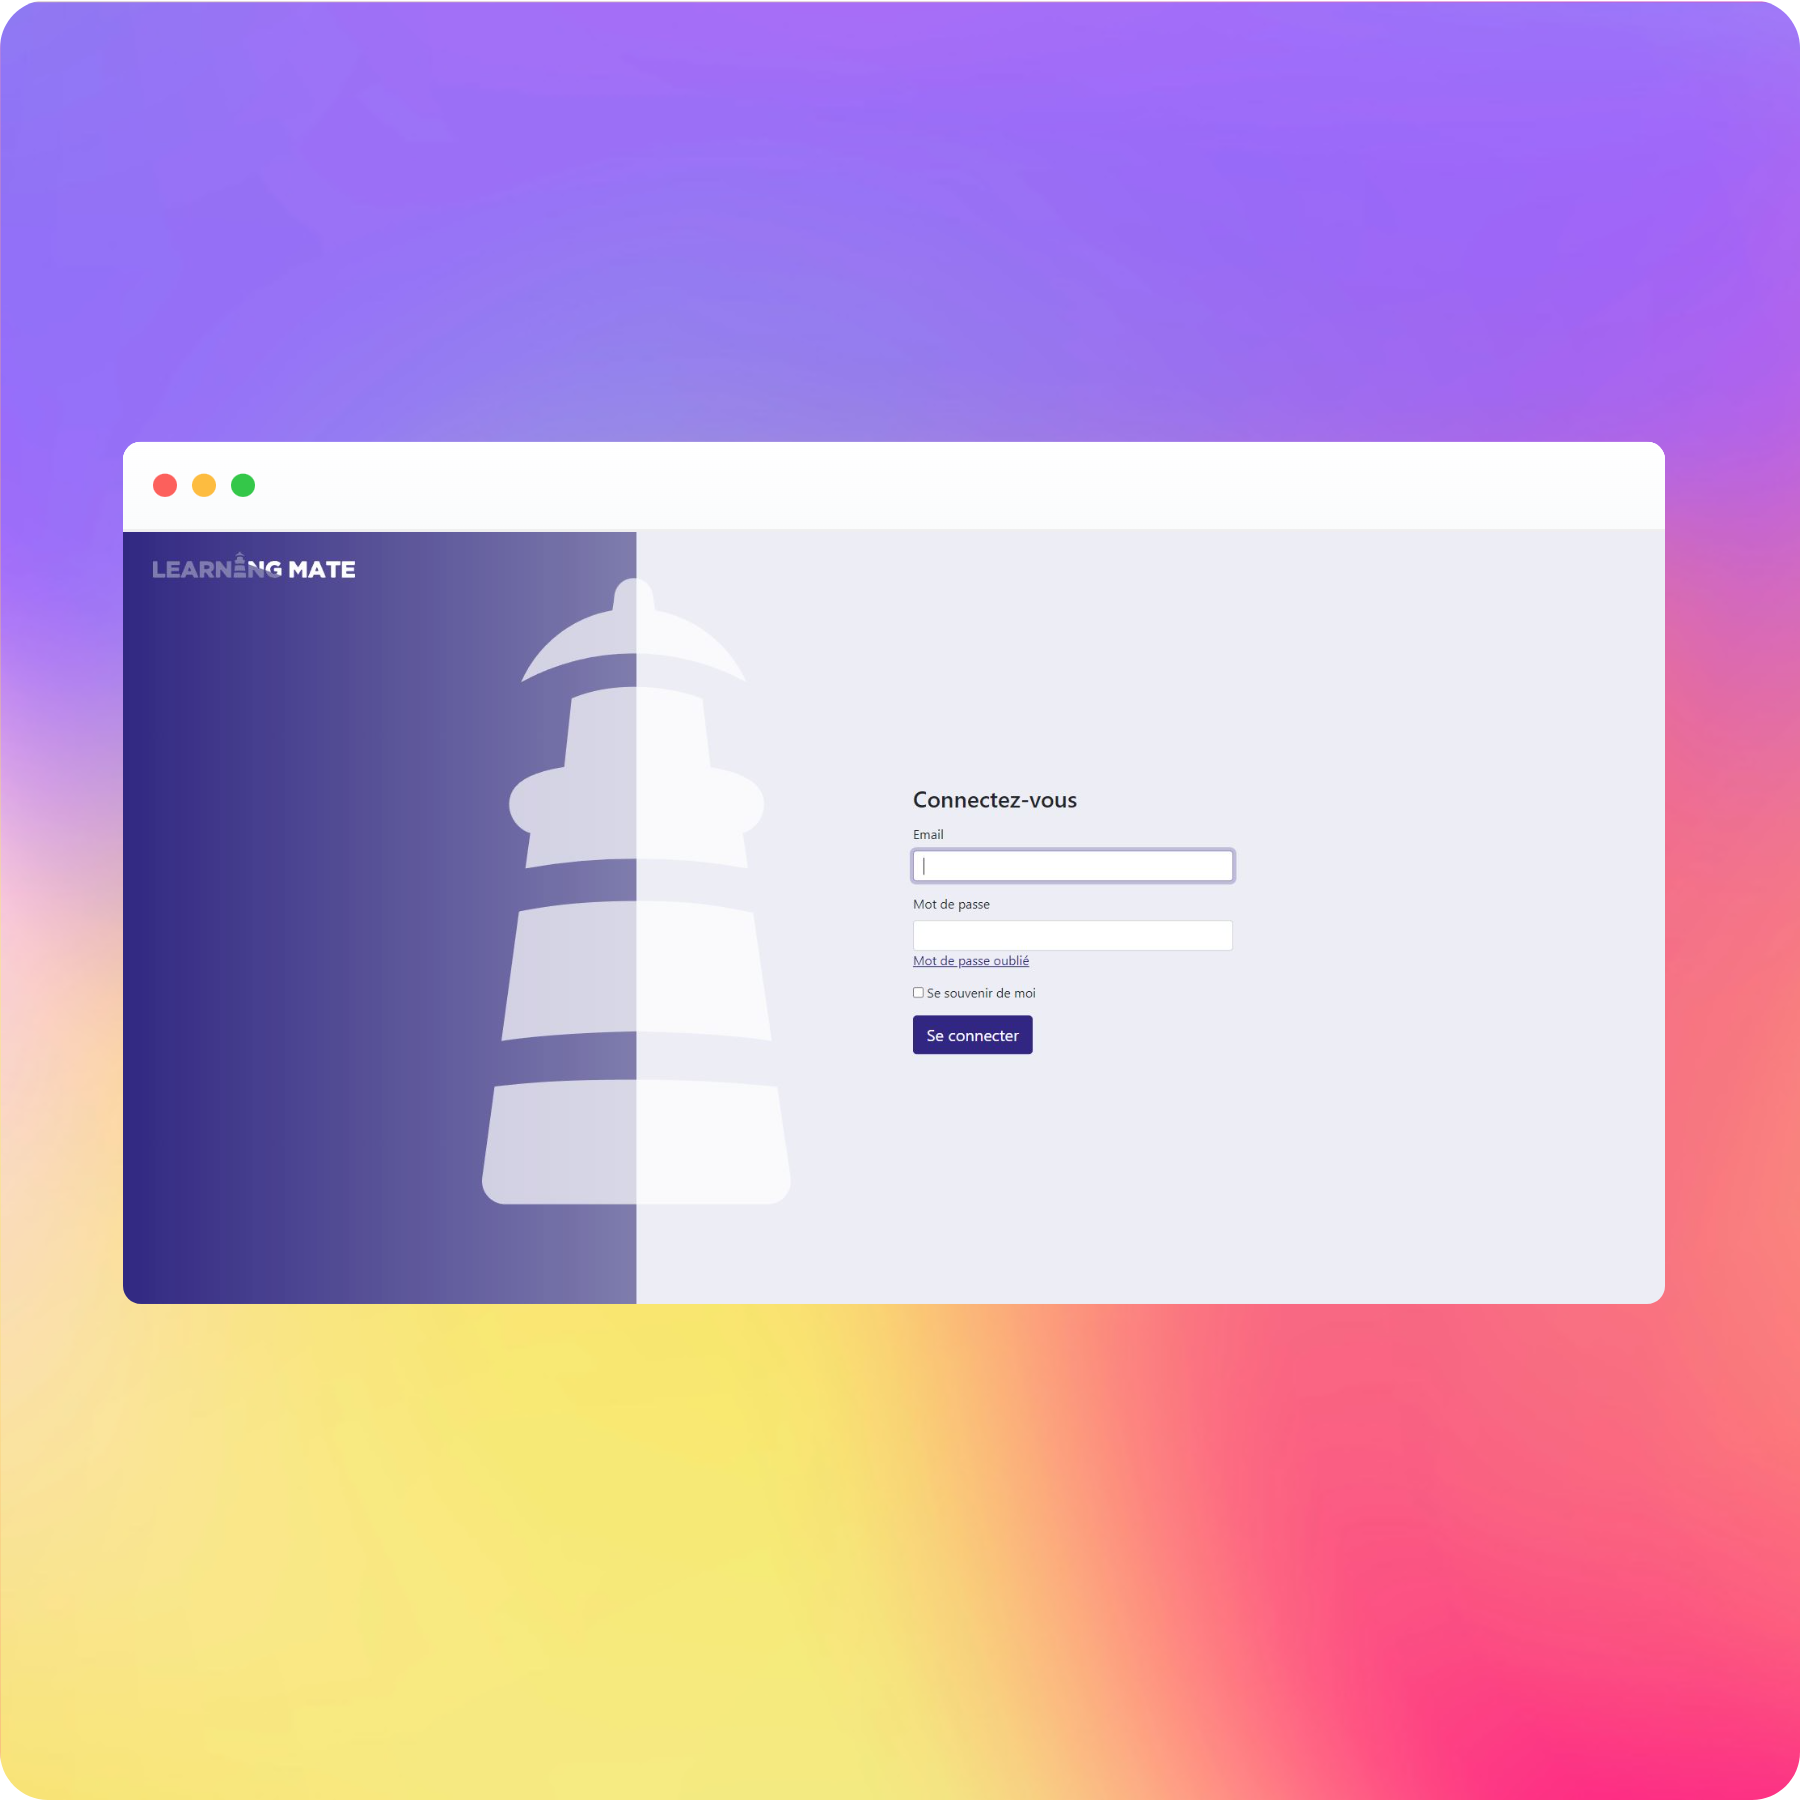 LEARNING MATE
Connectez-vous
Email
Mot de passe
Mot de passe oublié
Se souvenir de moi
Se connecter